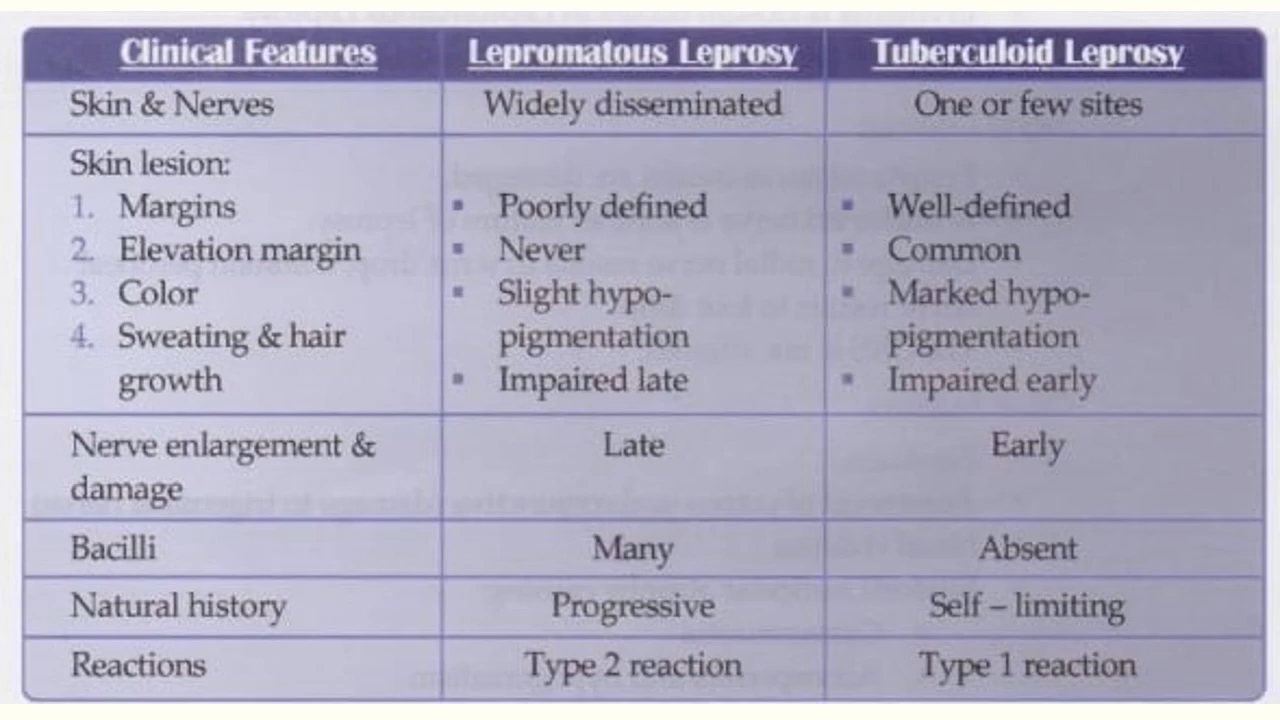 Clinical Features Lepromatous Leprosy Tuberculoid Leprosy
Skin & Nerves Widely disseminated One or few sites
Skin lesion:
1. Margins ▪ Poorly defined ▪ Well-defined
2. Elevation margin ▪ Never ▪ Common
3. Color ▪ Slight hypo- ▪ Marked hypo-
4. Sweating & hair pigmentation pigmentation
growth ▪ Impaired late ▪ Impaired early
Nerve enlargement & Late Early
damage
Bacilli Many Absent
Natural history Progressive Self – limiting
Reactions Type 2 reaction Type 1 reaction